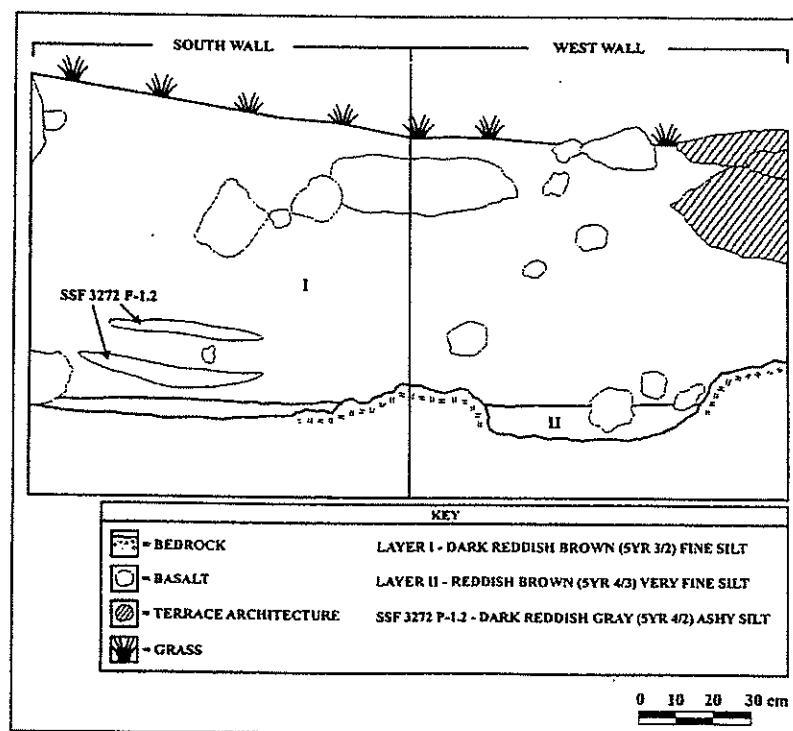 SOUTH WALL
WEST WALL
I
SSF 3272 P-1.2
II
KEY
= BEDROCK
LAYER I - DARK REDDISH BROWN (5YR 3/2) FINE SILT
= BASALT
LAYER II - REDDISH BROWN (5YR 4/3) VERY FINE SILT
= TERRACE ARCHITECTURE
SSF 3272 P-1.2 - DARK REDDISH GRAY (5YR 4/2) ASHY SILT
= GRASS
0 10 20 30 cm